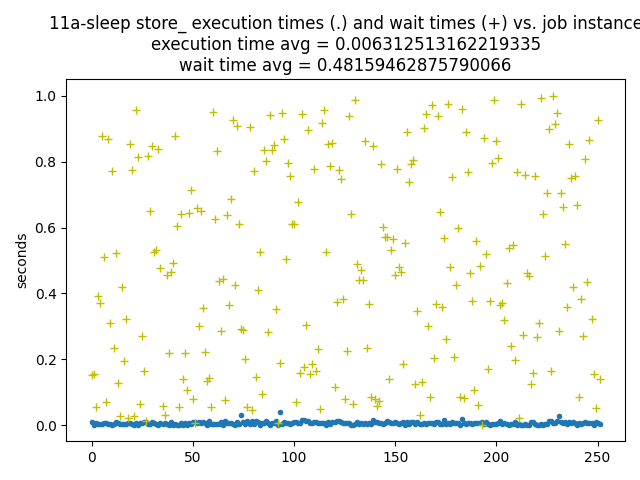 11a-sleep store_ execution times (.) and wait times (+) vs. job instance
execution time avg = 0.006312513162219335
wait time avg = 0.48159462875790066
1.0
0.8
0.6
0.4
0.2
0.0
seconds
0 50 100 150 200 250